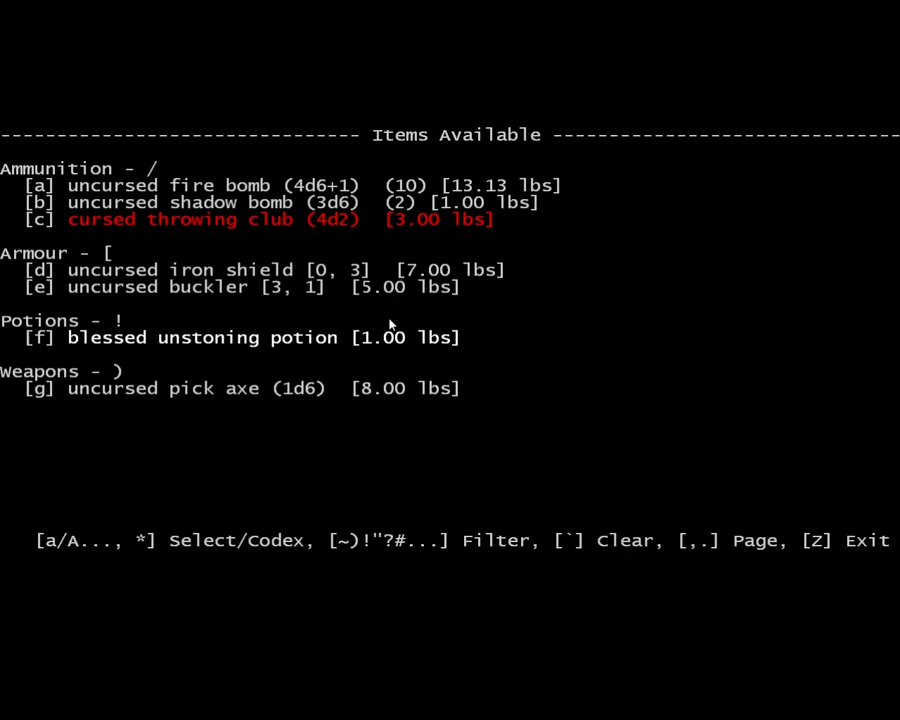 -------------------------------- Items Available -------------------------------
Ammunition - /
[a] uncursed fire bomb (4d6+1) (10) [13.13 lbs]
[b] uncursed shadow bomb (3d6) (2) [1.00 lbs]
[c] cursed throwing club (4d2) [3.00 lbs]
Armour - [
[d] uncursed iron shield [0, 3] [7.00 lbs]
[e] uncursed buckler [3, 1] [5.00 lbs]
Potions - !
[f] blessed unstoning potion [1.00 lbs]
Weapons - )
[g] uncursed pick axe (1d6) [8.00 lbs]
[a/A..., *] Select/Codex, [~)!"?#...] Filter, [`] Clear, [,.] Page, [Z] Exit